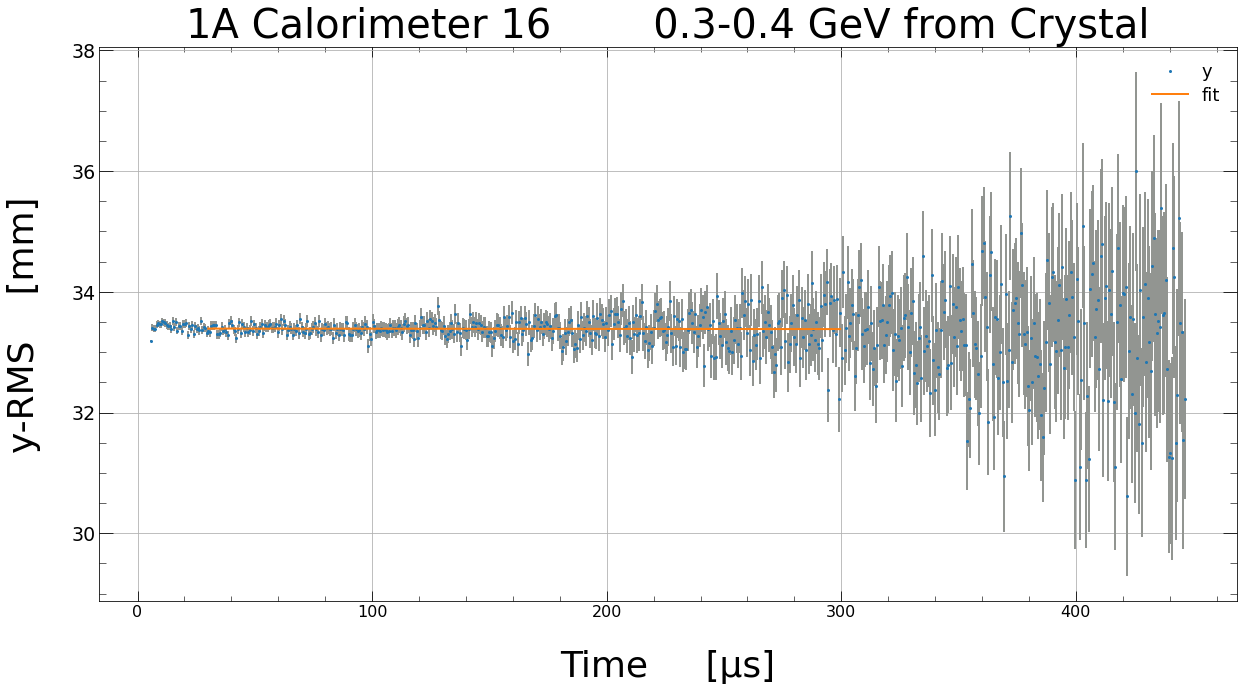 1A Calorimeter 16 0.3-0.4 GeV from Crystal
y
fit
38
36
34
32
30
y-RMS [mm]
0 100 200 300 400
Time [µs]